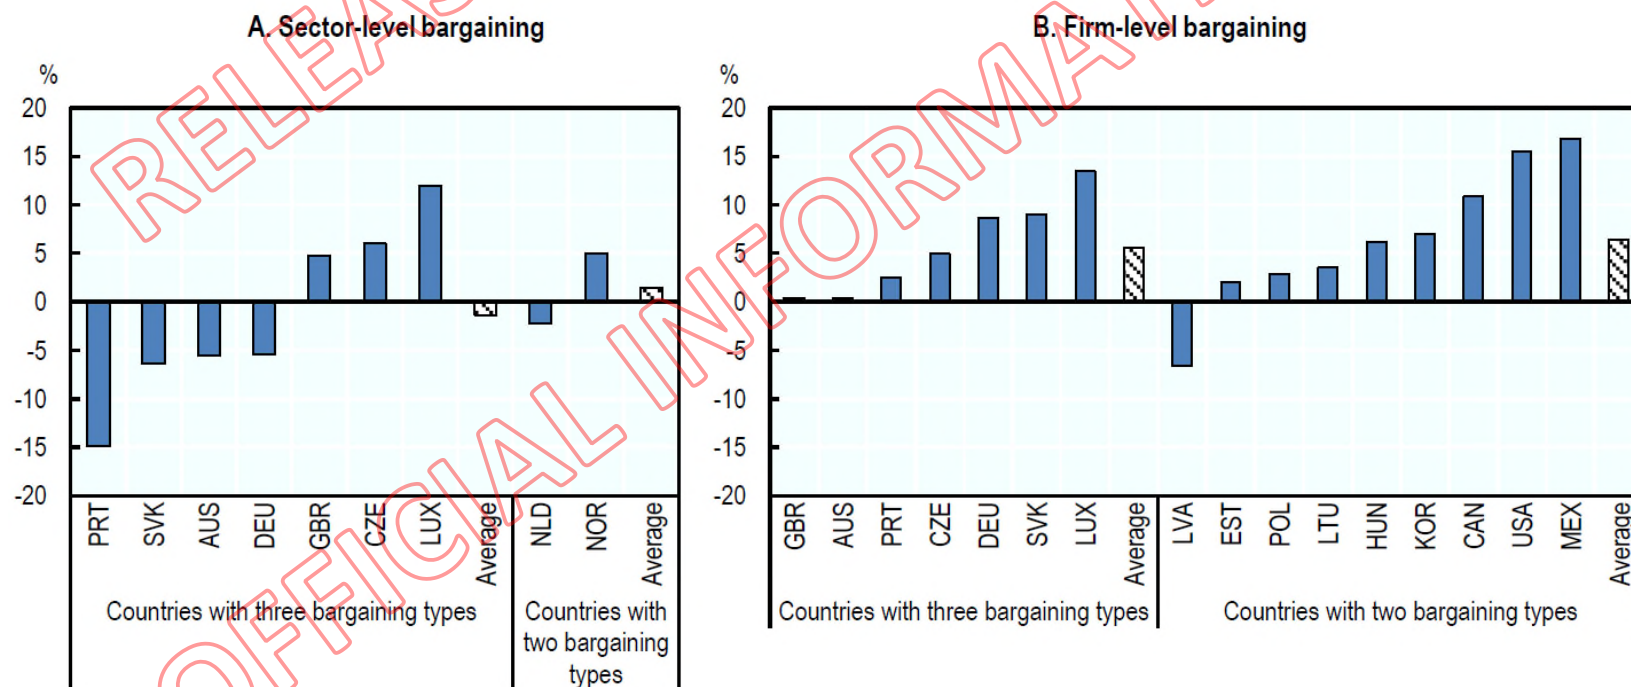 A. Sector-level bargaining
%
20
15
10
5
0
-5
-10
-15
-20
PRT
SVK
AUS
DEU
GBR
CZE
LUX
Average
NLD
NOR
Average
Countries with three bargaining types
Countries with
two bargaining
types
B. Firm-level bargaining
%
20
15
10
5
0
-5
-10
-15
-20
GBR
AUS
PRT
CZE
DEU
SVK
LUX
Average
LVA
EST
POL
LTU
HUN
KOR
CAN
USA
MEX
Average
Countries with three bargaining types
Countries with two bargaining types
OFFICIAL INFORMAT
RELEAS